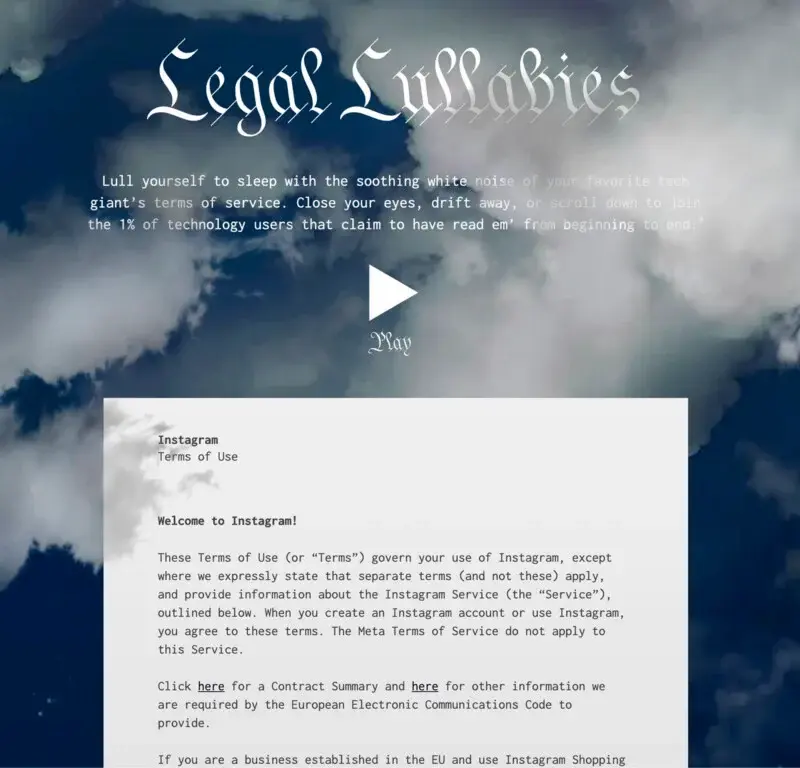 Legal Lullabies
Lull yourself to sleep with the soothing white noise of your favorite tech
giant's terms of service. Close your eyes, drift away, or scroll down to join
the 1% of technology users that claim to have read em' from beginning to end.
Play
Instagram
Terms of Use
Welcome to Instagram!
These Terms of Use (or “Terms”) govern your use of Instagram, except
where we expressly state that separate terms (and not these) apply,
and provide information about the Instagram Service (the “Service”),
outlined below. When you create an Instagram account or use Instagram,
you agree to these terms. The Meta Terms of Service do not apply to
this Service.
Click here for a Contract Summary and here for other information we
are required by the European Electronic Communications Code to
provide.
If you are a business established in the EU and use Instagram Shopping